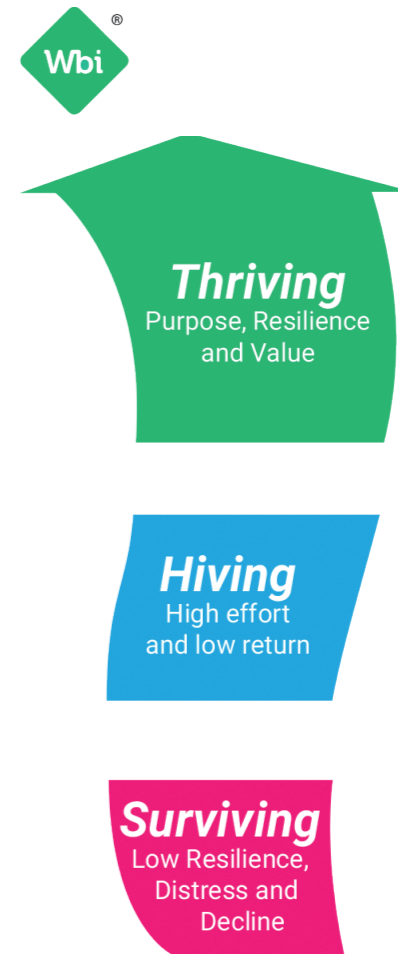 Wbi®
Thriving
Purpose, Resilience
and Value
Hiving
High effort
and low return
Surviving
Low Resilience,
Distress and
Decline